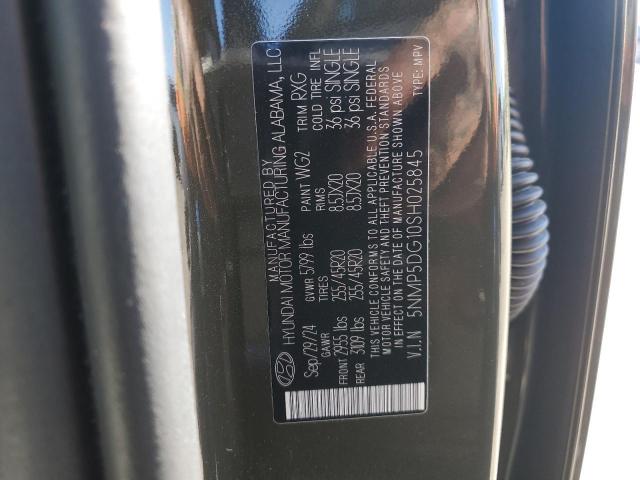 MANUFACTURED BY
HYUNDAI MOTOR MANUFACTURING ALABAMA, LLC
Sep/29/24 GVWR 5799 lbs PAINT WG2 TRIM RXG
GAWR TIRES RIMS COLD TIRE INFL
FRONT 2955 lbs 255/45R20 8.5JX20 36 psi SINGLE
REAR 3109 lbs 255/45R20 8.5JX20 36 psi SINGLE
THIS VEHICLE CONFORMS TO ALL APPLICABLE U.S.A. FEDERAL
MOTOR VEHICLE SAFETY AND THEFT PREVENTION STANDARDS
IN EFFECT ON THE DATE OF MANUFACTURE SHOWN ABOVE
V.I.N 5NMP5DG10SH025845 TYPE: MPV